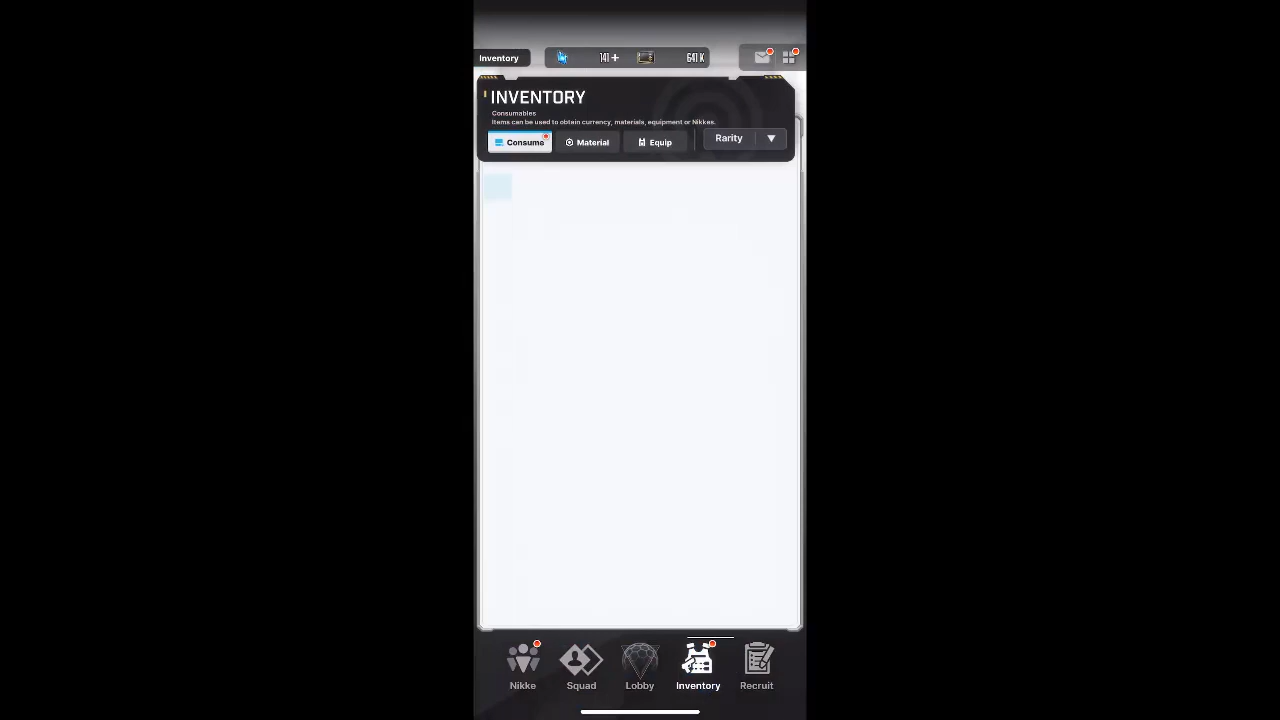 Inventory
141+
641 K
INVENTORY
Consumables
Items can be used to obtain currency, materials, equipment or Nikkes.
Consume
Material
Equip
Rarity
Nikke
Squad
Lobby
Inventory
Recruit